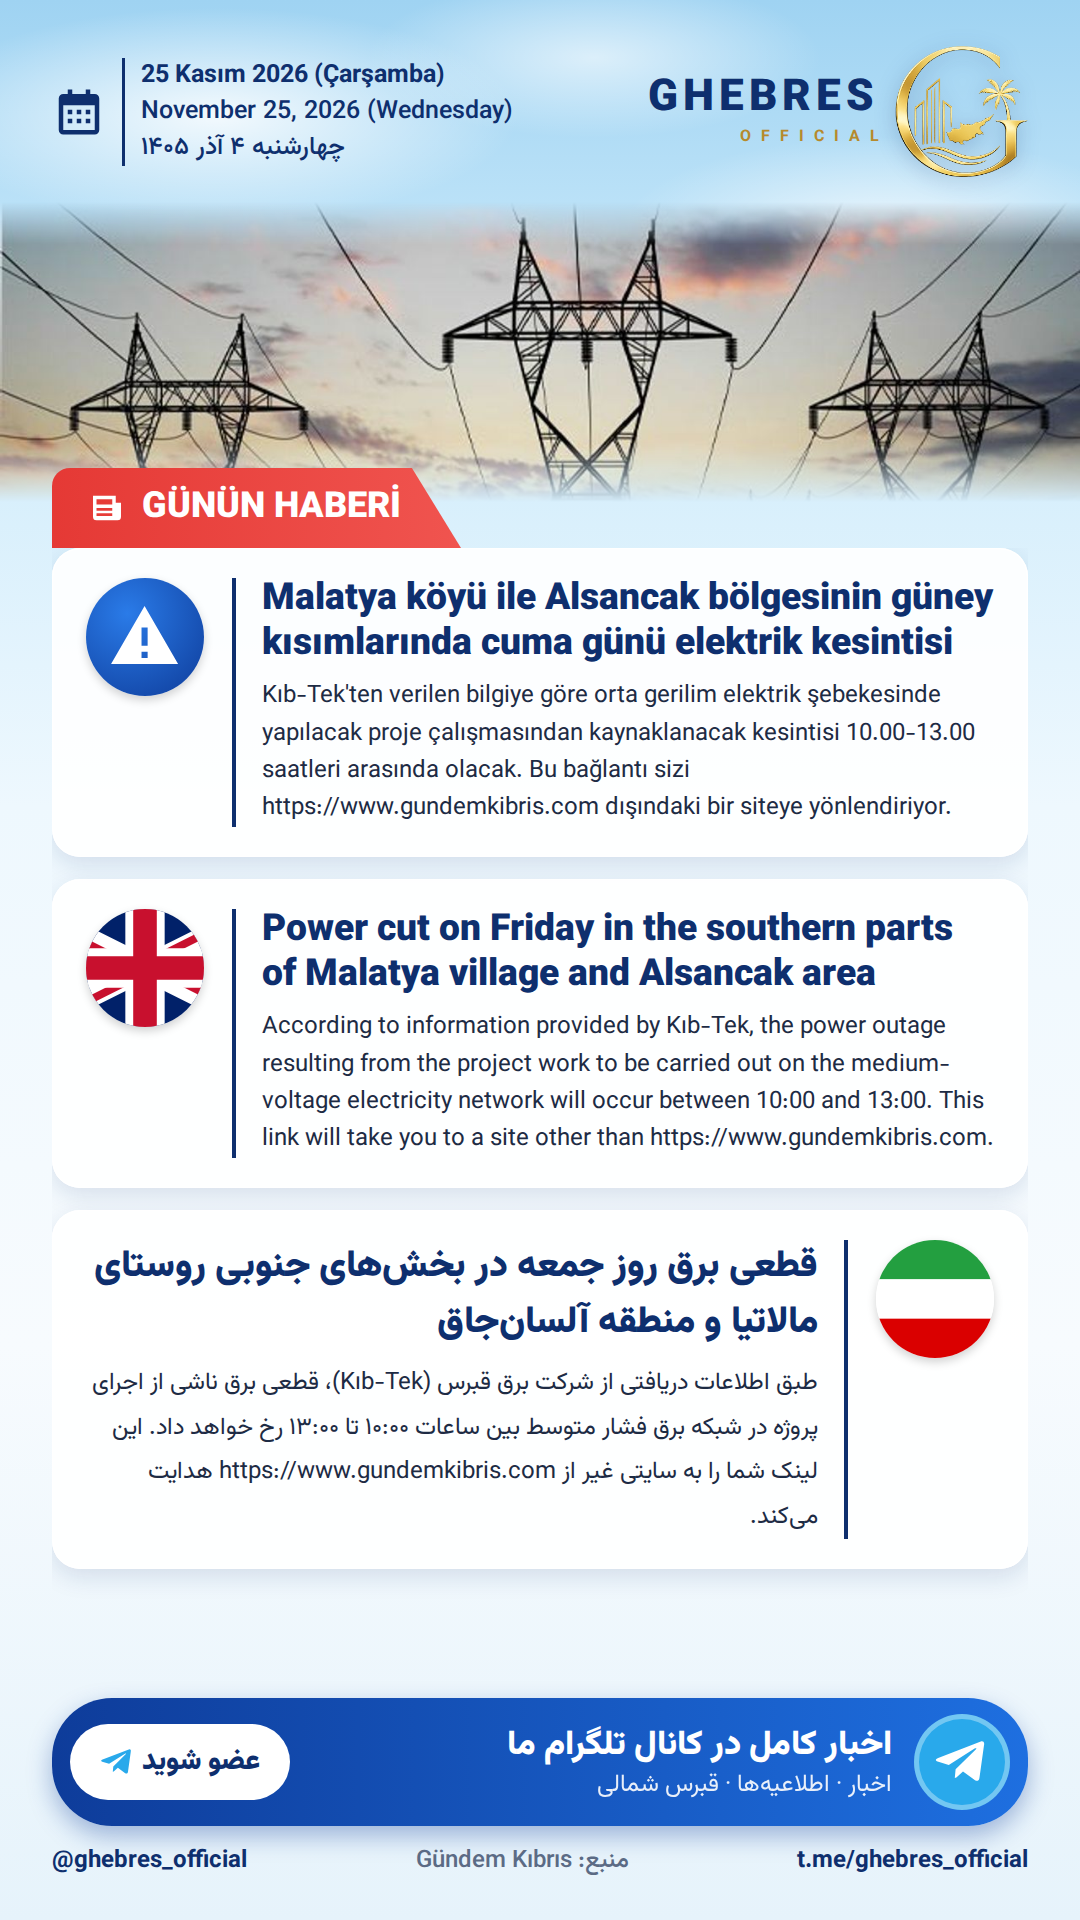 25 Kasım 2026 (Çarşamba)
November 25, 2026 (Wednesday)
چهارشنبه ۴ آذر ۱۴۰۵
GHEBRES
OFFICIAL
GÜNÜN HABERİ
Malatya köyü ile Alsancak bölgesinin güney
kısımlarında cuma günü elektrik kesintisi
Kıb-Tek'ten verilen bilgiye göre orta gerilim elektrik şebekesinde
yapılacak proje çalışmasından kaynaklanacak kesintisi 10.00-13.00
saatleri arasında olacak. Bu bağlantı sizi
https://www.gundemkibris.com dışındaki bir siteye yönlendiriyor.
Power cut on Friday in the southern parts
of Malatya village and Alsancak area
According to information provided by Kıb-Tek, the power outage
resulting from the project work to be carried out on the medium-
voltage electricity network will occur between 10:00 and 13:00. This
link will take you to a site other than https://www.gundemkibris.com.
قطعی برق روز جمعه در بخش‌های جنوبی روستای
مالاتیا و منطقه آلسان‌جاق
طبق اطلاعات دریافتی از شرکت برق قبرس (Kıb-Tek)، قطعی برق ناشی از اجرای
پروژه در شبکه برق فشار متوسط بین ساعات ۱۰:۰۰ تا ۱۳:۰۰ رخ خواهد داد. این
لینک شما را به سایتی غیر از https://www.gundemkibris.com هدایت
می‌کند.
اخبار کامل در کانال تلگرام ما
اخبار · اطلاعیه‌ها · قبرس شمالی
عضو شوید
@ghebres_official
منبع: Gündem Kıbrıs
t.me/ghebres_official